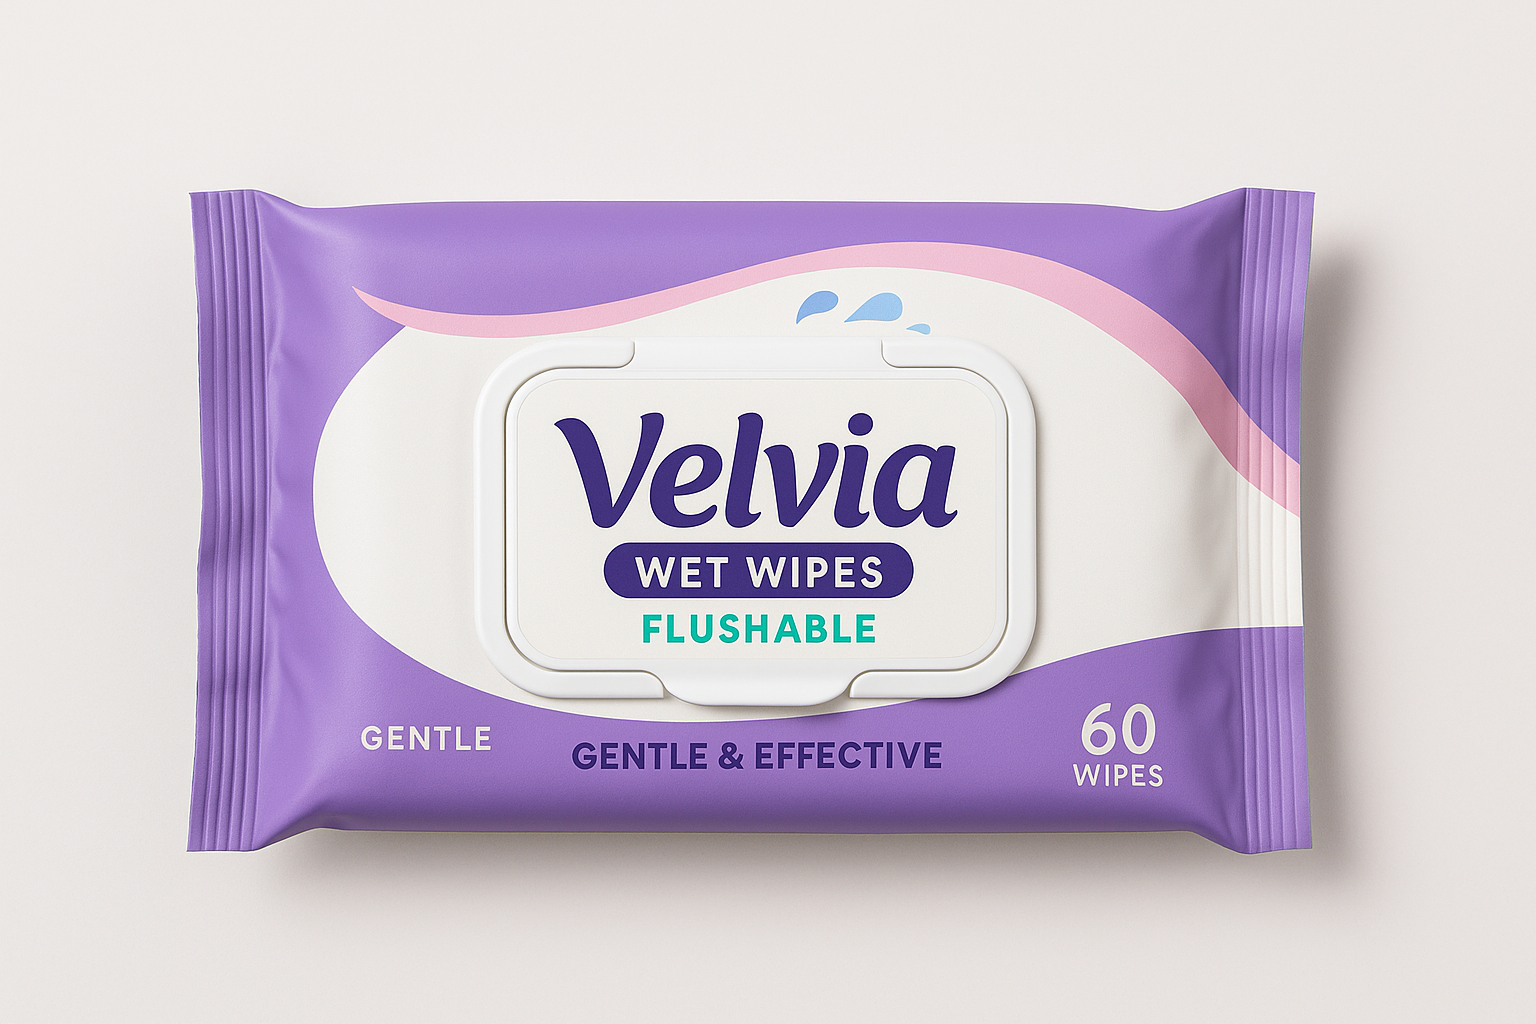 Velvia
WET WIPES
FLUSHABLE
GENTLE
GENTLE & EFFECTIVE
60
WIPES